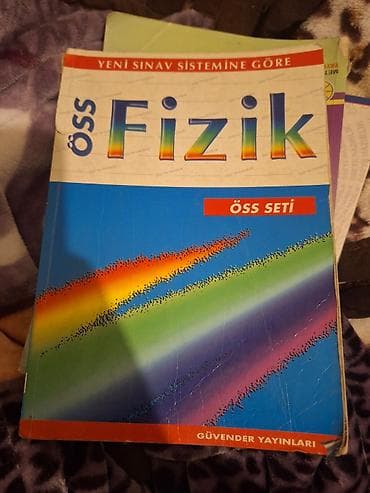 YENİ SINAV SİSTEMİNE GÖRE
ÖSS
Fizik
ÖSS SETİ
GÜVENDER YAYINLARI